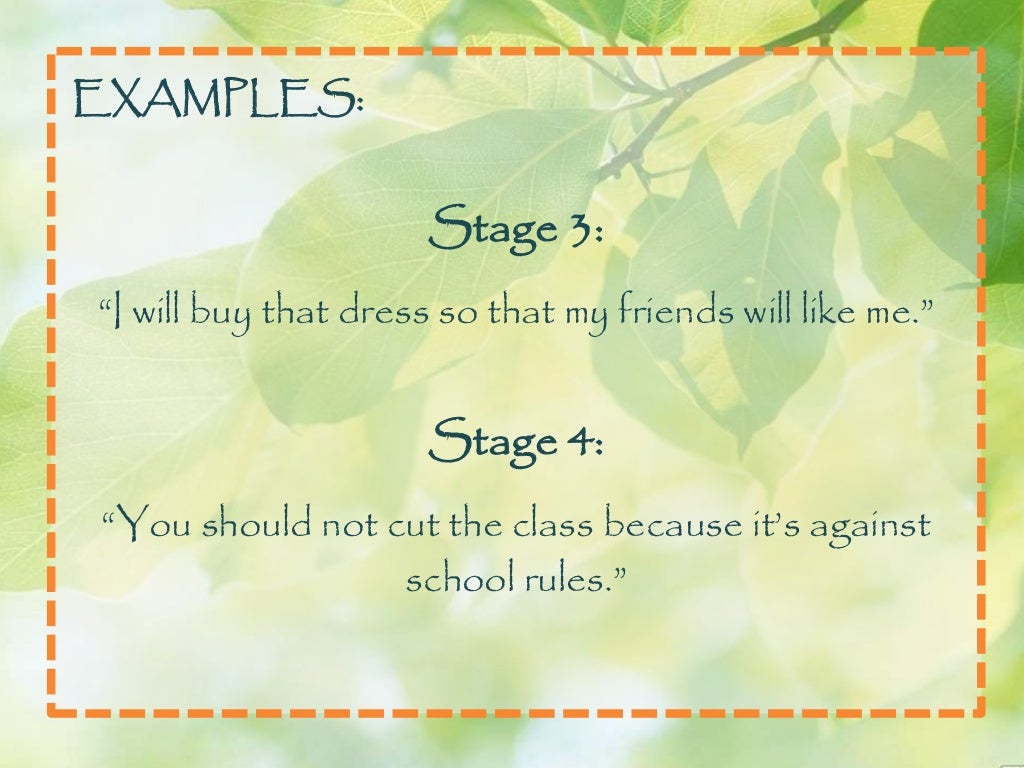 EXAMPLES:
Stage 3:
“I will buy that dress so that my friends will like me.”
Stage 4:
“You should not cut the class because it’s against
school rules.”